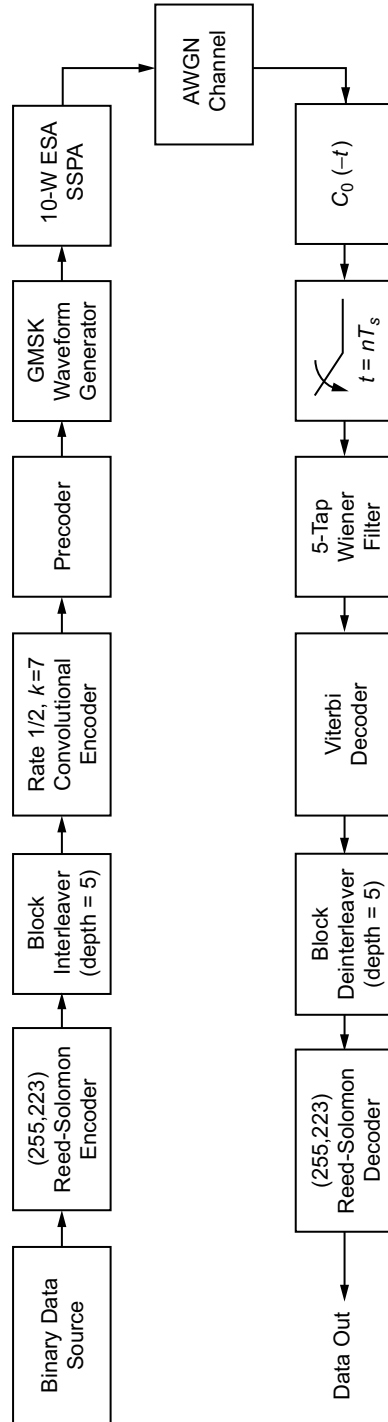 Binary Data
Source
(255,223)
Reed-Solomon
Encoder
Block
Interleaver
(depth = 5)
Rate 1/2, k=7
Convolutional
Encoder
Precoder
GMSK
Waveform
Generator
10-W ESA
SSPA
AWGN
Channel
C₀ (–t)
t = nTₛ
5-Tap
Wiener
Filter
Viterbi
Decoder
Block
Deinterleaver
(depth = 5)
(255,223)
Reed-Solomon
Decoder
Data Out